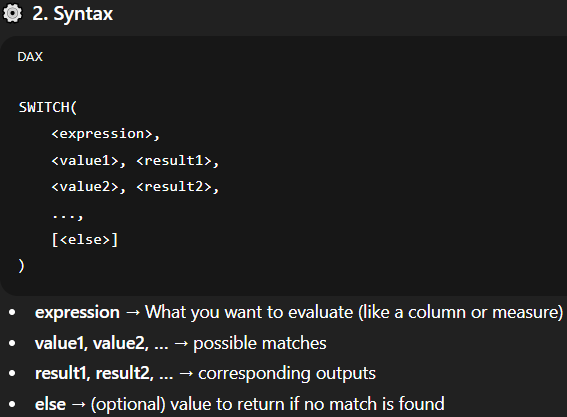 ⚙️ 2. Syntax
DAX
SWITCH(
    <expression>,
    <value1>, <result1>,
    <value2>, <result2>,
    ...,
    [<else>]
)
• expression → What you want to evaluate (like a column or measure)
• value1, value2, … → possible matches
• result1, result2, … → corresponding outputs
• else → (optional) value to return if no match is found